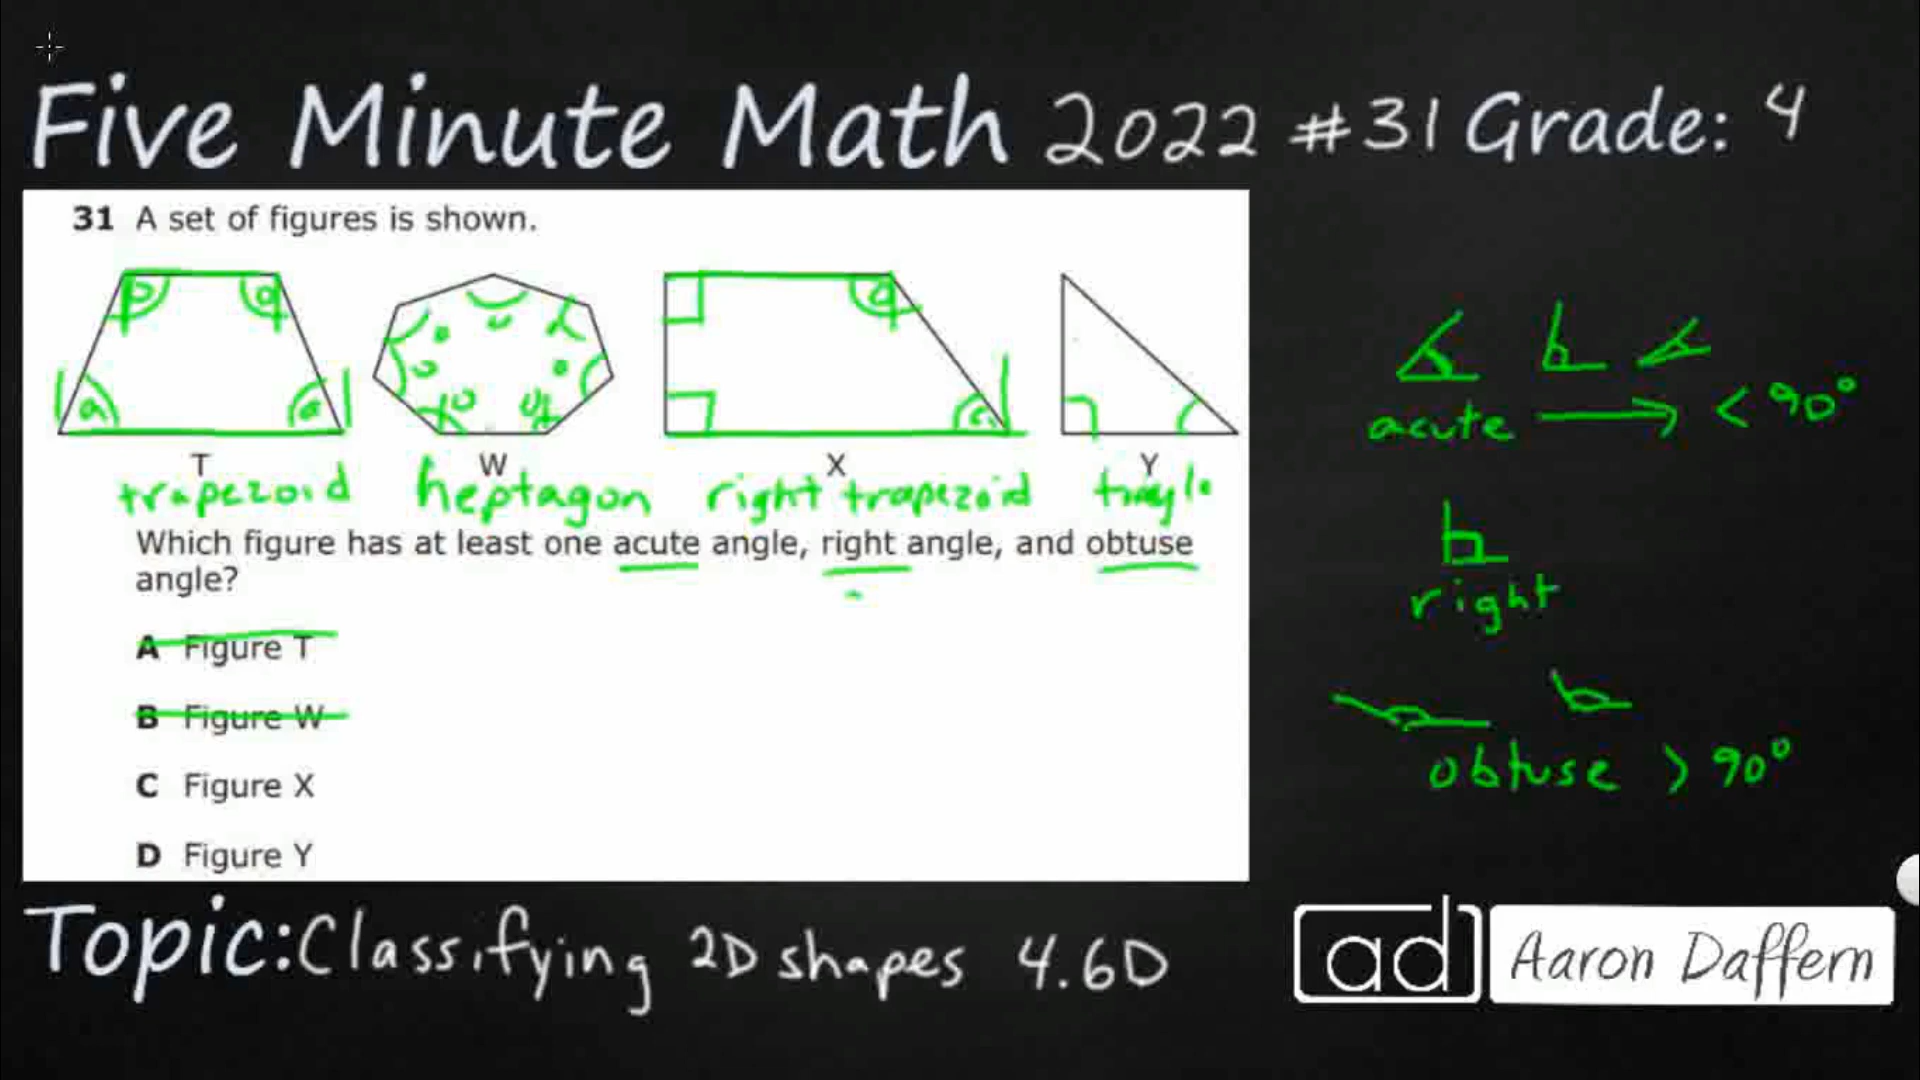 Five Minute Math 2022 #31 Grade: 4
31 A set of figures is shown.
o o o o o o o o o o o
a a a
T W X Y
trapezoid heptagon right trapezoid
Which figure has at least one acute angle, right angle, and obtuse
angle?
A Figure T
B Figure W
C Figure X
D Figure Y
acute → < 90°
right
obtuse > 90°
Topic: Classifying 2D shapes 4.6D
ad Aaron Daffern